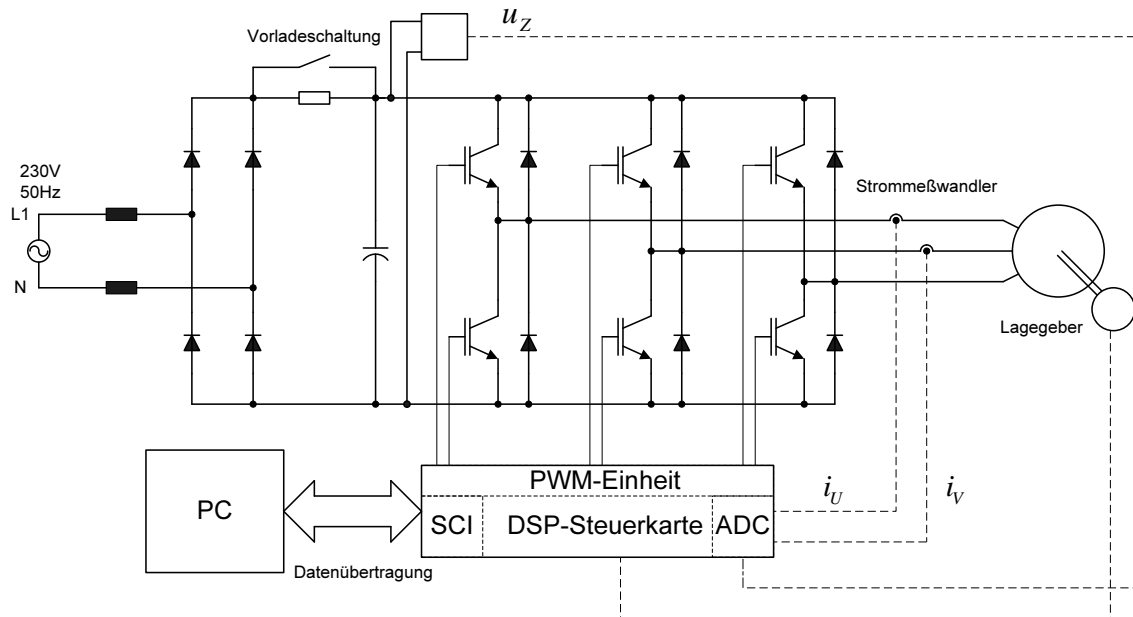 u_Z
Vorladeschaltung
230V
50Hz
L1
N
Strommeßwandler
Lagegeber
PWM-Einheit
PC
SCI
DSP-Steuerkarte
ADC
i_U
i_V
Datenübertragung